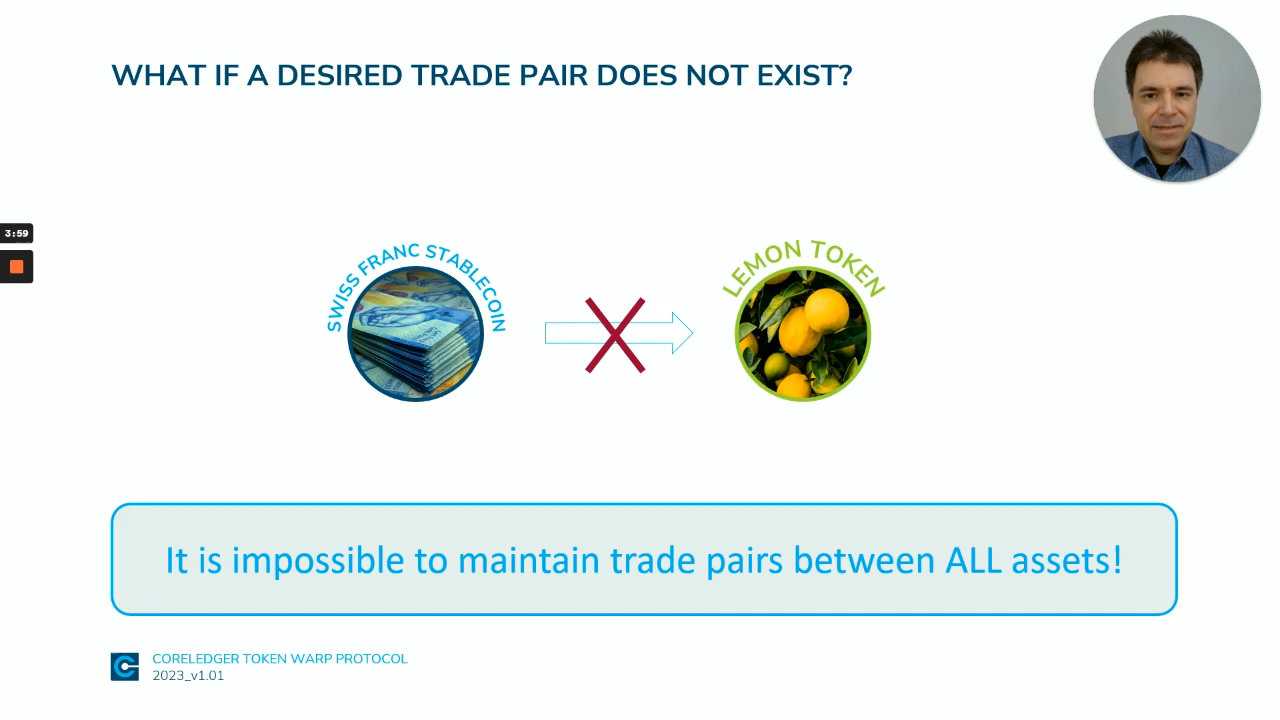 WHAT IF A DESIRED TRADE PAIR DOES NOT EXIST?
3:59
SWISS FRANC STABLECOIN
LEMON TOKEN
It is impossible to maintain trade pairs between ALL assets!
CORELEDGER TOKEN WARP PROTOCOL
2023_v1.01